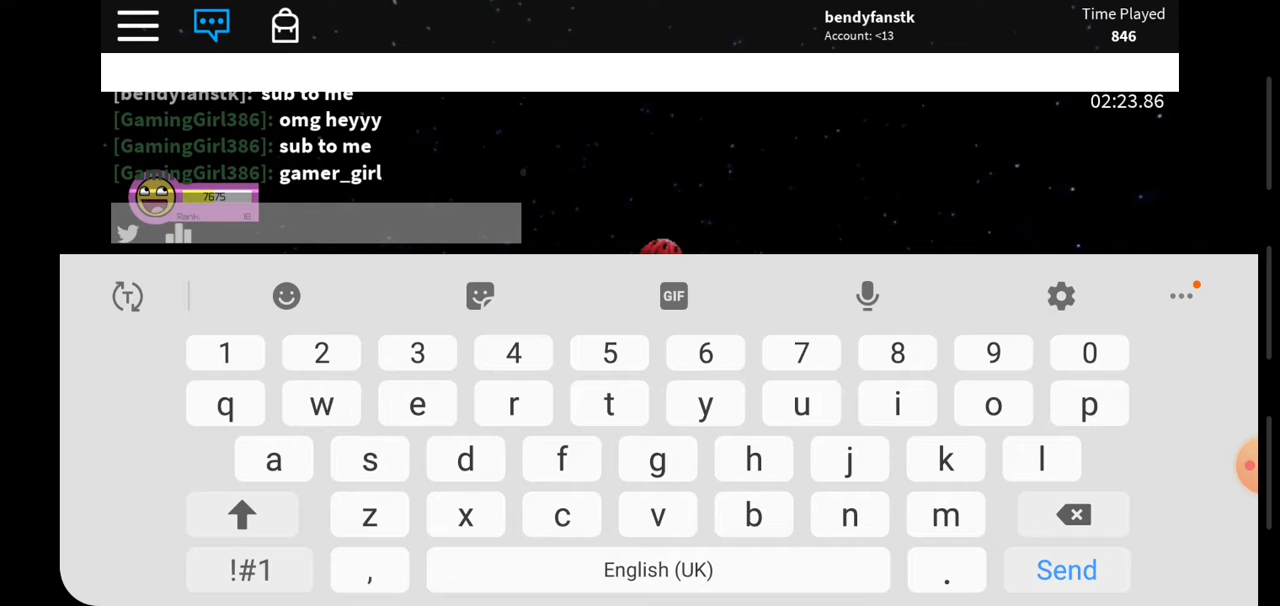 bendyfanstk
Account: <13
Time Played
846
02:23.86
[bendyfanstk]: sub to me
[GamingGirl386]: omg heyyy
[GamingGirl386]: sub to me
[GamingGirl386]: gamer_girl
7675
Rank: 18
T
GIF
1 2 3 4 5 6 7 8 9 0
q w e r t y u i o p
a s d f g h j k l
z x c v b n m
!#1 , English (UK) . Send